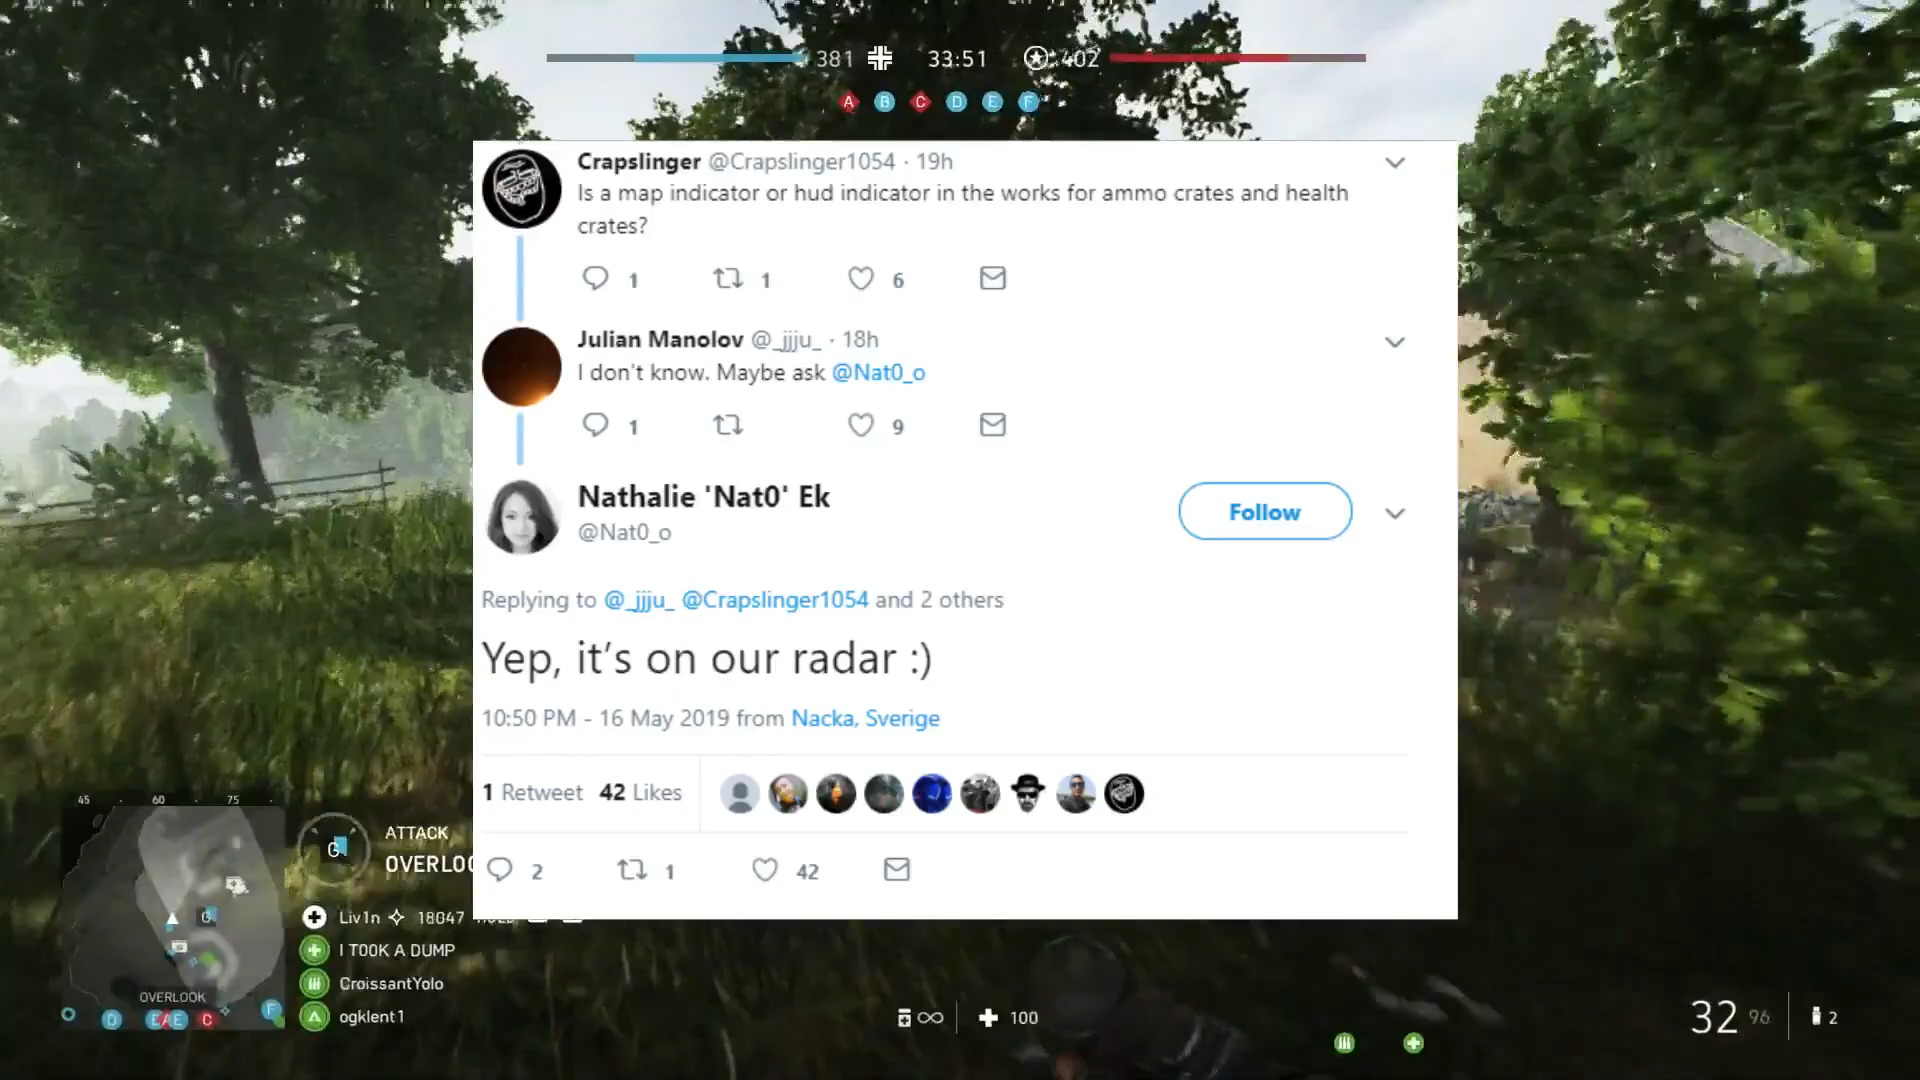 381 33:51 402
A B C D E F
Crapslinger @Crapslinger1054 · 19h
Is a map indicator or hud indicator in the works for ammo crates and health
crates?
1 1 6
Julian Manolov @_jjju_ · 18h
I don't know. Maybe ask @Nat0_o
1 9
Nathalie 'Nat0' Ek
@Nat0_o
Follow
Replying to @_jjju_ @Crapslinger1054 and 2 others
Yep, it’s on our radar :)
10:50 PM - 16 May 2019 from Nacka, Sverige
1 Retweet 42 Likes
2 1 42
45 60 75
G
ATTACK
OVERLOO
G
Liv1n 18047
I TOOK A DUMP
CroissantYolo
ogklent1
OVERLOOK
D E A E C F
∞ 100
32 96 2